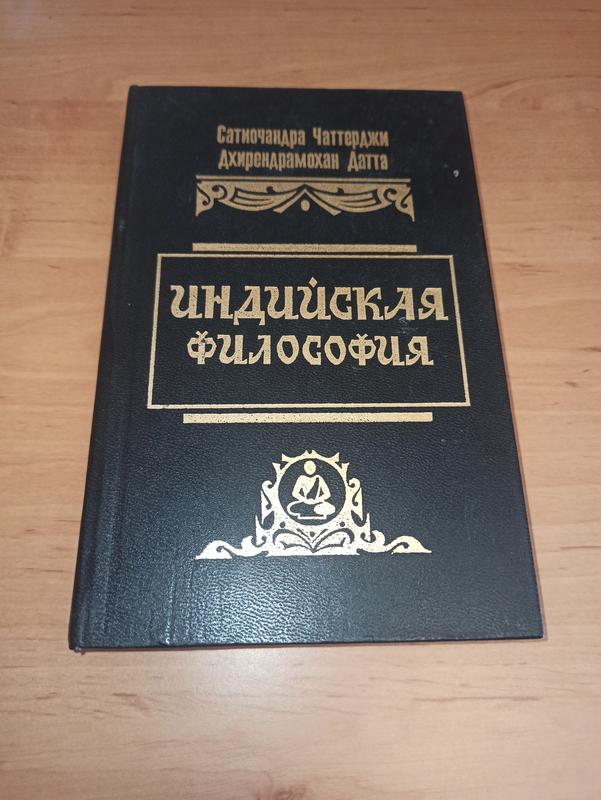 Сатиочандра Чаттерджи
Дхирендрамохан Датта
ИНДИЙСКАЯ
ФИЛОСОФИЯ